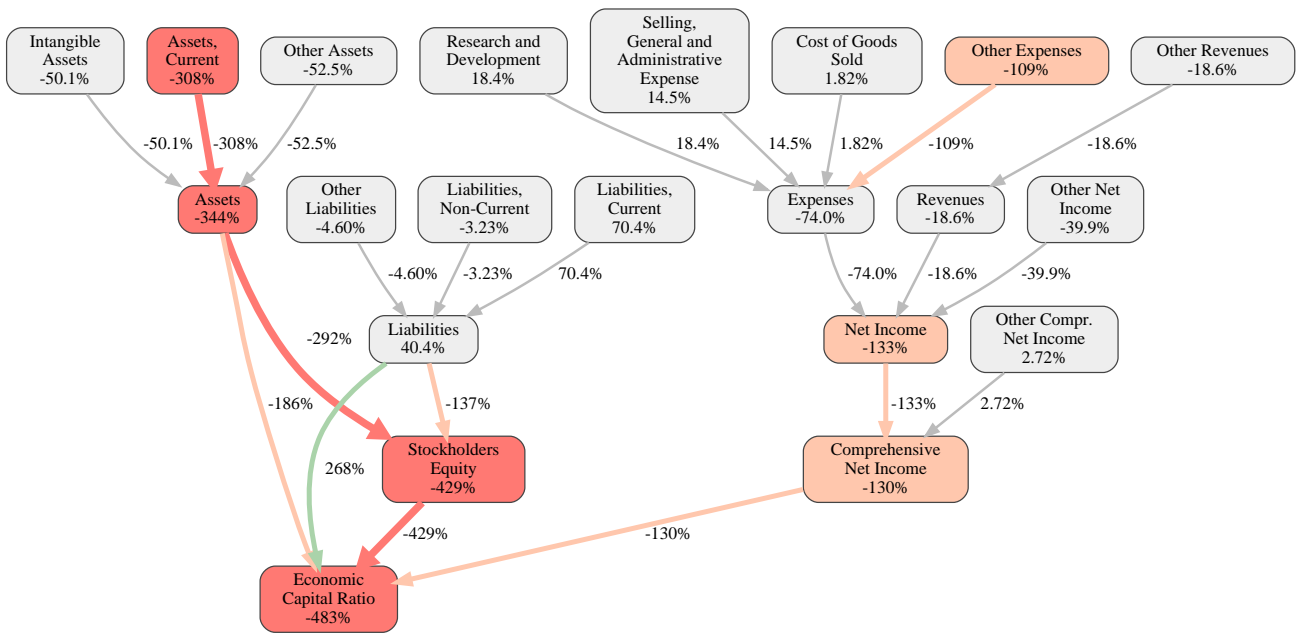 Intangible
Assets
-50.1%
Assets,
Current
-308%
Other Assets
-52.5%
Research and
Development
18.4%
Selling,
General and
Administrative
Expense
14.5%
Cost of Goods
Sold
1.82%
Other Expenses
-109%
Other Revenues
-18.6%
-50.1%
-308%
-52.5%
18.4%
14.5%
1.82%
-109%
-18.6%
Assets
-344%
Other
Liabilities
-4.60%
Liabilities,
Non-Current
-3.23%
Liabilities,
Current
70.4%
Expenses
-74.0%
Revenues
-18.6%
Other Net
Income
-39.9%
-4.60%
-3.23%
70.4%
-74.0%
-18.6%
-39.9%
-292%
Liabilities
40.4%
Net Income
-133%
Other Compr.
Net Income
2.72%
-186%
-137%
-133%
2.72%
268%
Stockholders
Equity
-429%
Comprehensive
Net Income
-130%
-429%
-130%
Economic
Capital Ratio
-483%